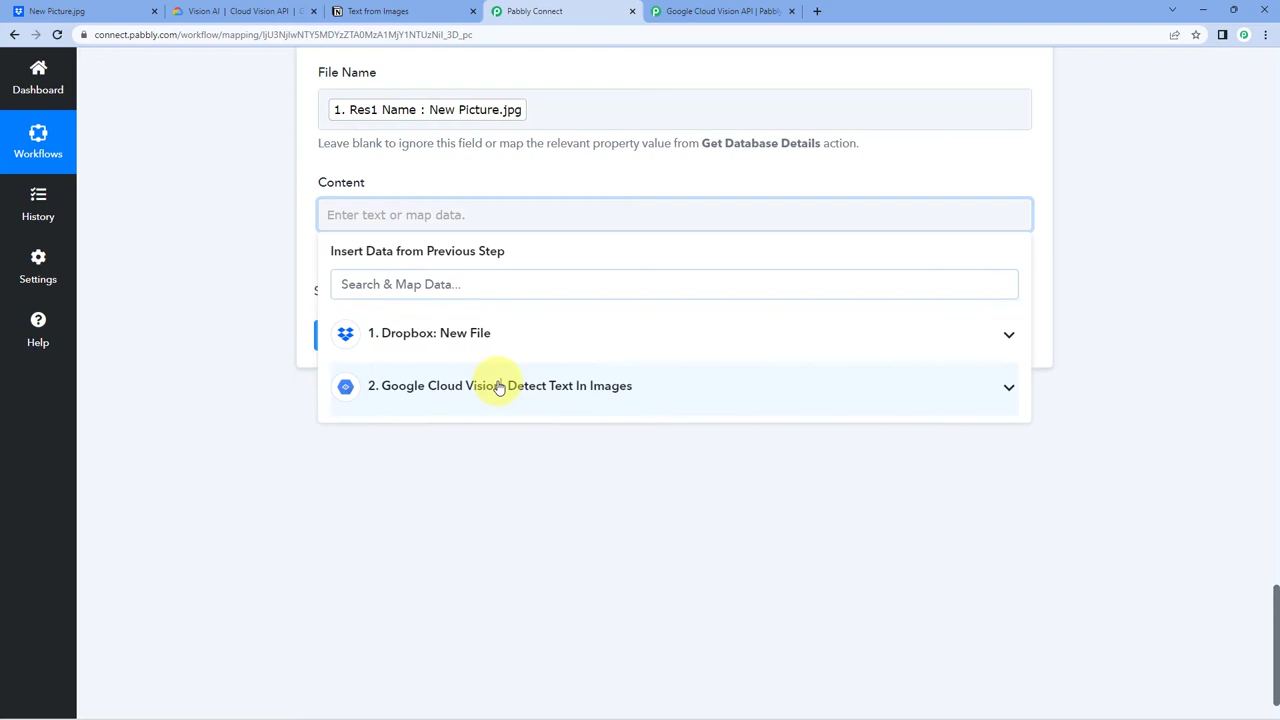 New Picture.jpg
Vision AI | Cloud Vision API | G
Text from Images
Pabbly Connect
Google Cloud Vision API | Pabbly
connect.pabbly.com/workflow/mapping/IjU3NjIwNTY5MDYzZTA0MzA1MjY1NTUzNiI_3D_pc
Dashboard
Workflows
History
Settings
Help
File Name
1. Res1 Name : New Picture.jpg
Leave blank to ignore this field or map the relevant property value from Get Database Details action.
Content
Enter text or map data.
Insert Data from Previous Step
Search & Map Data...
1. Dropbox: New File
2. Google Cloud Vision: Detect Text In Images